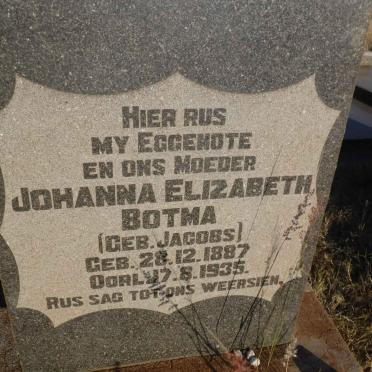 HIER RUS
MY EGGENOTE
EN ONS MOEDER
JOHANNA ELIZABETH
BOTMA
(GEB. JACOBS)
GEB. 28.12.1887
OORL. 17.8.1935.
RUS SAG TOT ONS WEERSIEN.